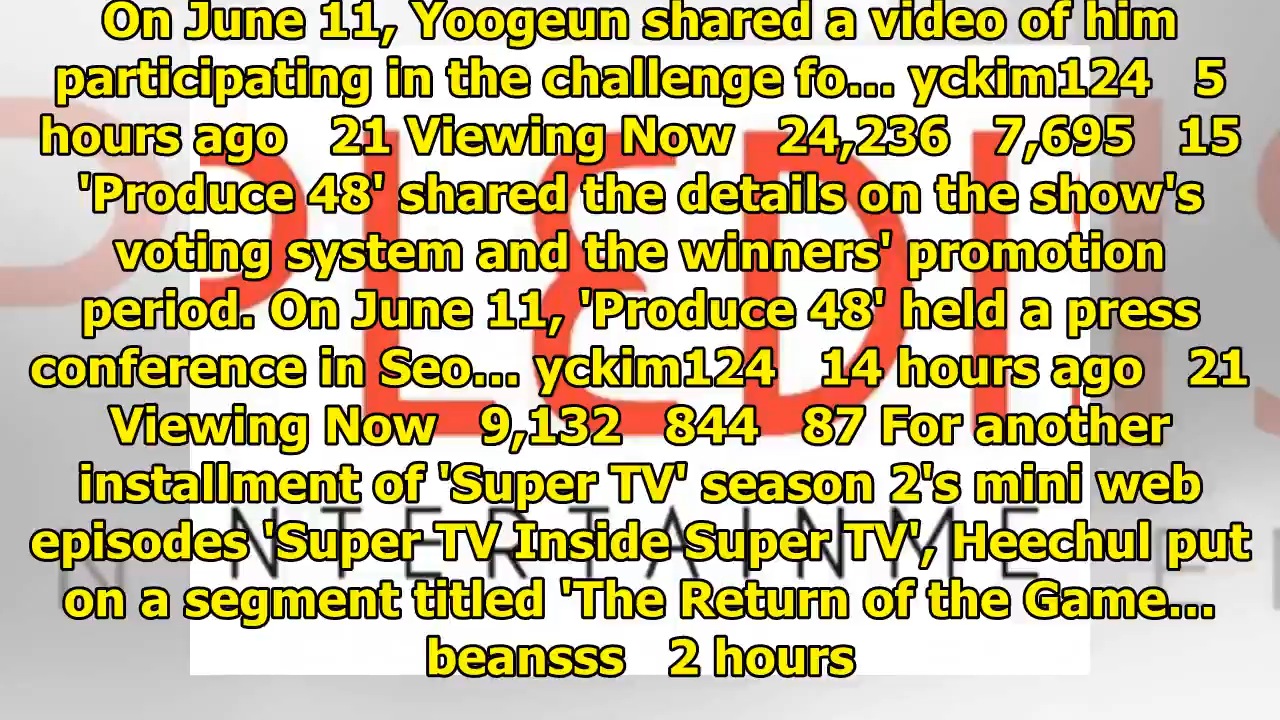 On June 11, Yoogeun shared a video of him
participating in the challenge fo... yckim124 5
hours ago 21 Viewing Now 24,236 7,695 15
'Produce 48' shared the details on the show's
voting system and the winners' promotion
period. On June 11, 'Produce 48' held a press
conference in Seo... yckim124 14 hours ago 21
Viewing Now 9,132 844 87 For another
installment of 'Super TV' season 2's mini web
episodes 'Super TV Inside Super TV', Heechul put
on a segment titled 'The Return of the Game...
beansss 2 hours
PLEDI
NTERTAINME